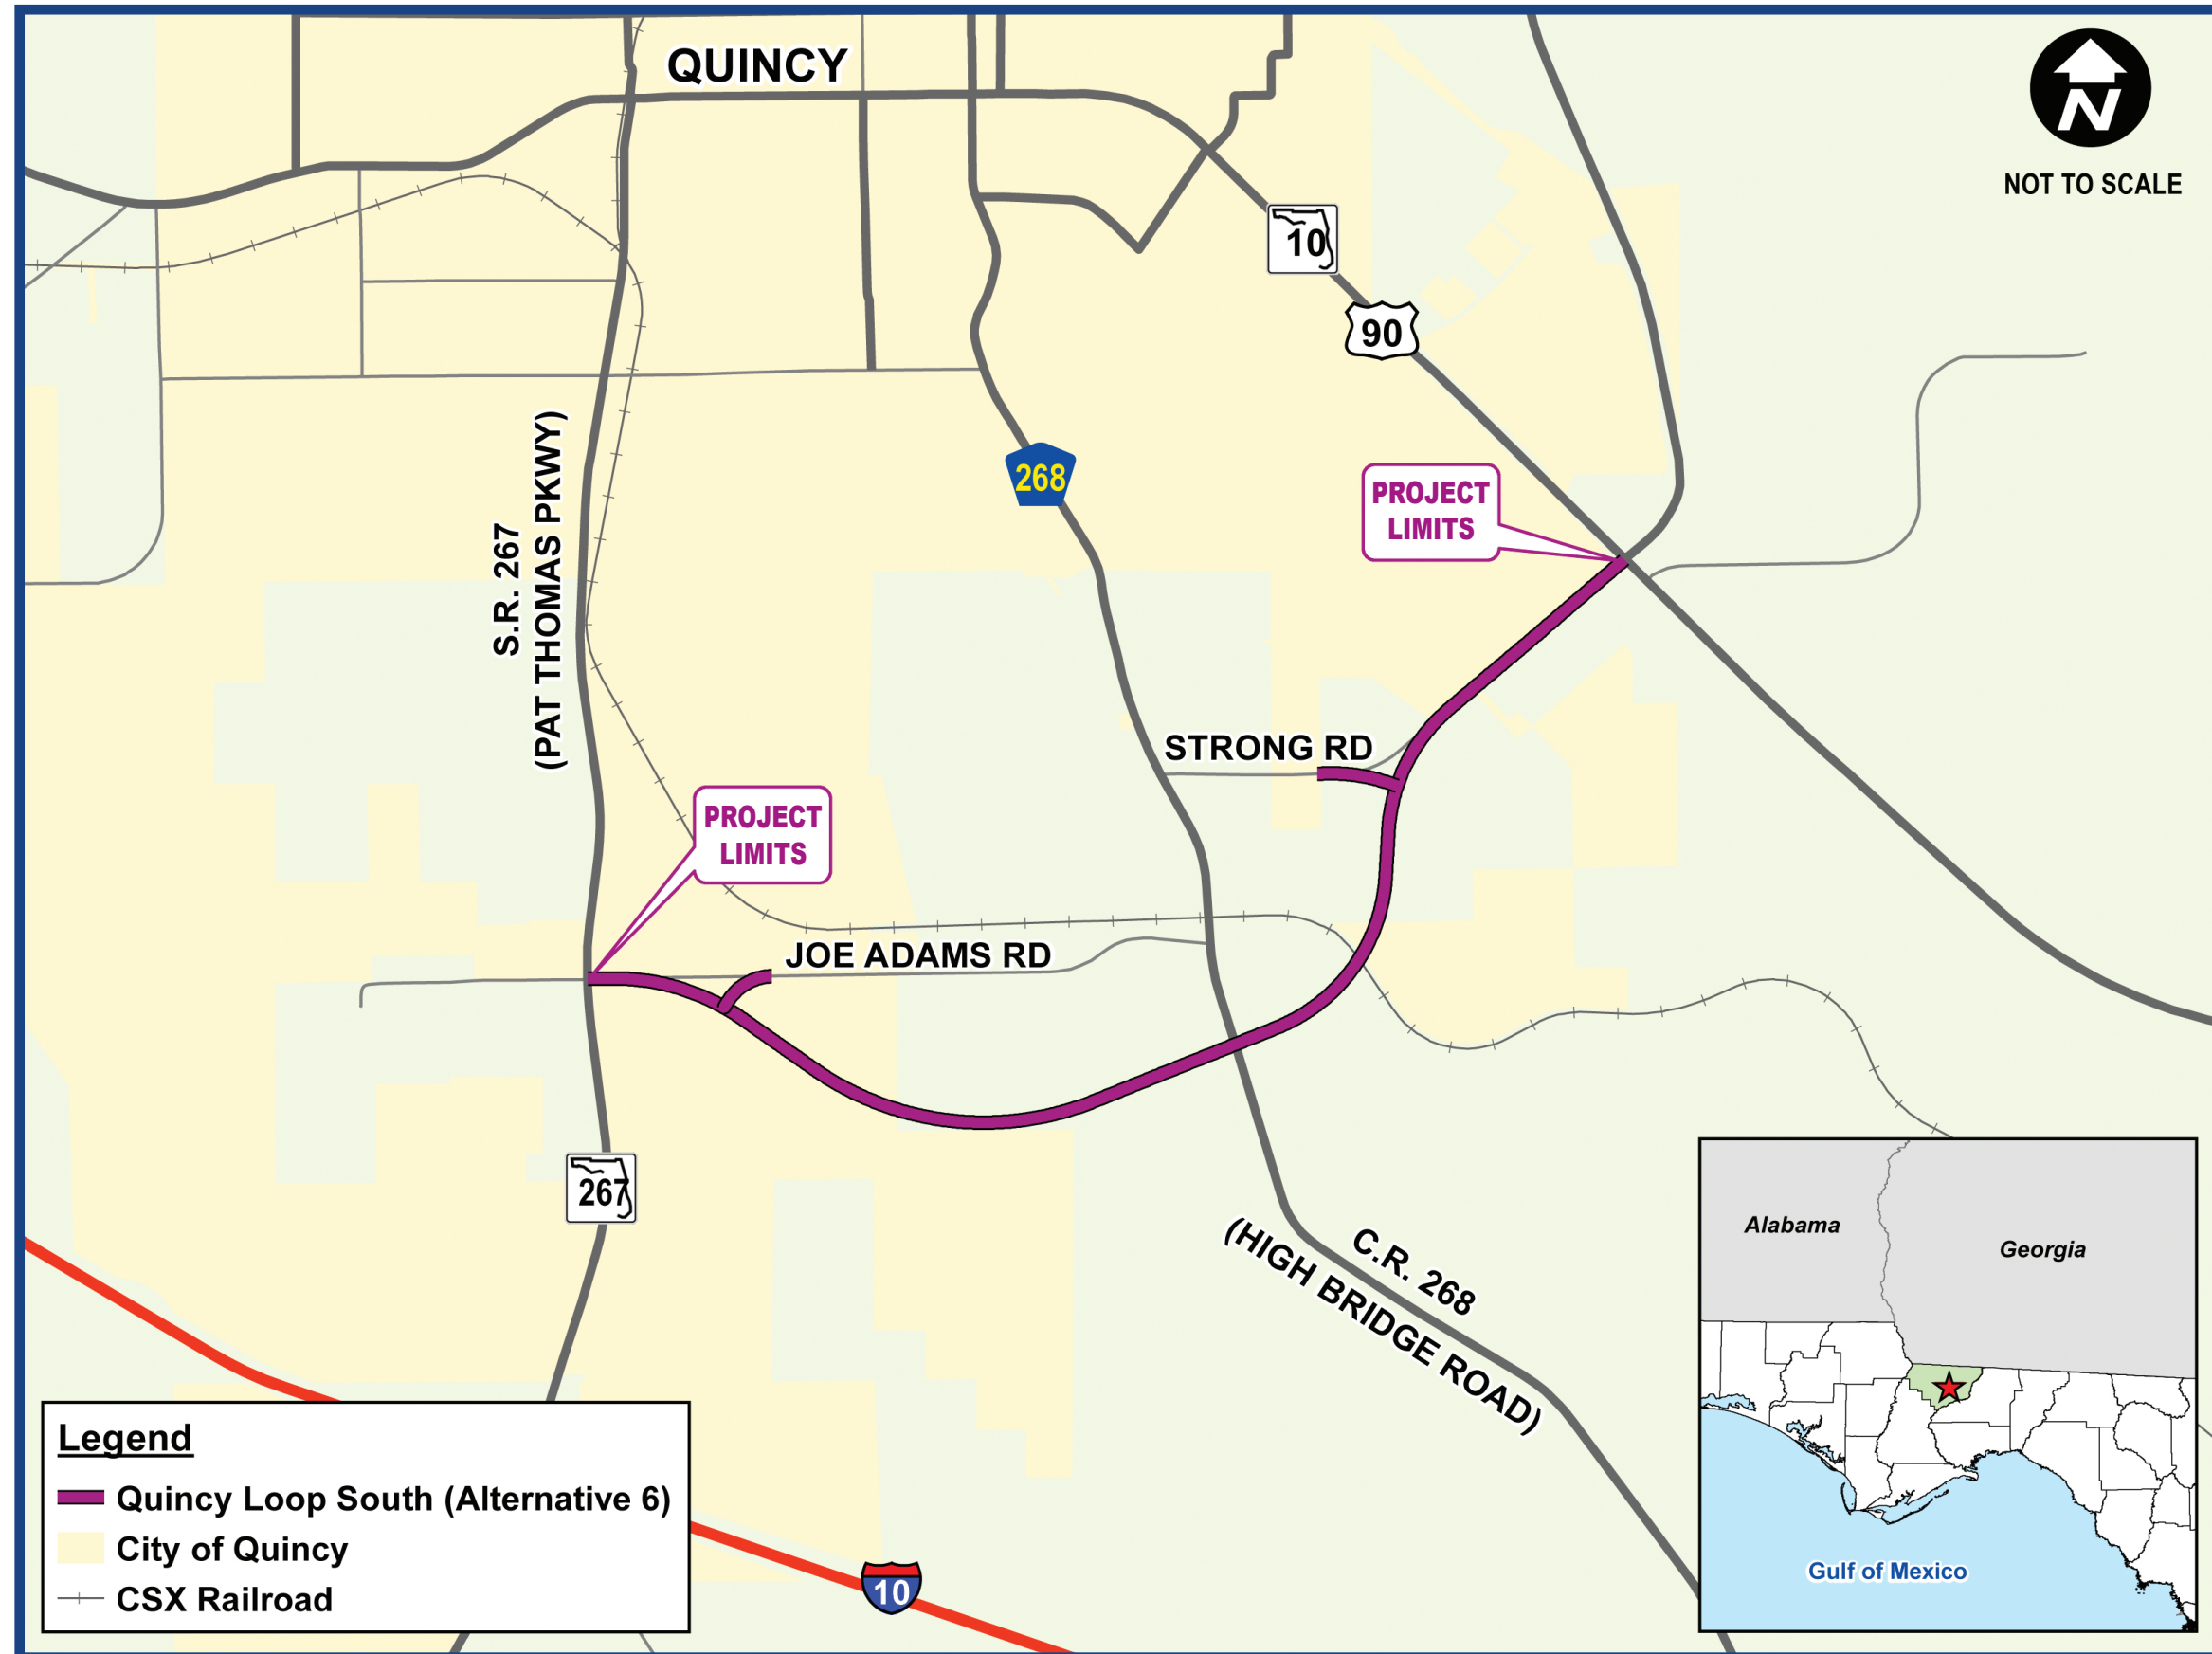 QUINCY
N
NOT TO SCALE
10
90
S.R. 267
(PAT THOMAS PKWY)
268
PROJECT
LIMITS
STRONG RD
PROJECT
LIMITS
JOE ADAMS RD
267
C.R. 268
(HIGH BRIDGE ROAD)
Alabama
Georgia
Gulf of Mexico
Legend
Quincy Loop South (Alternative 6)
City of Quincy
CSX Railroad
10